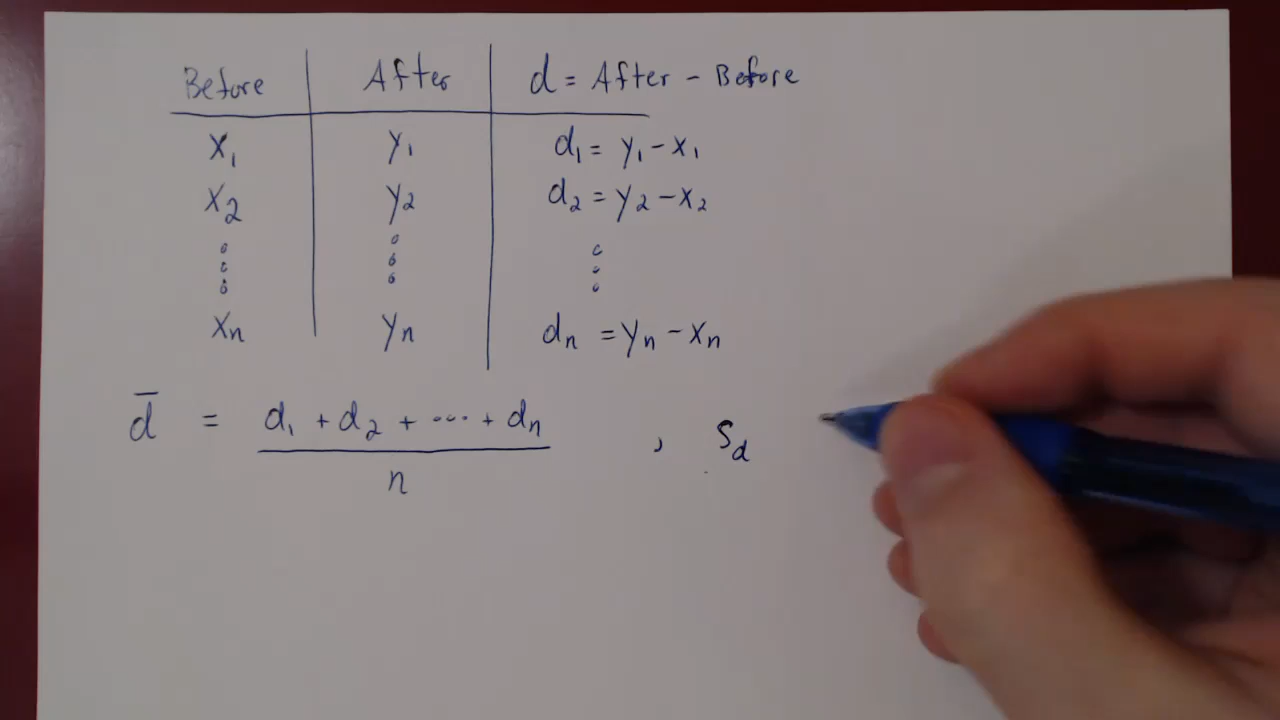 Before After d = After - Before
x₁ y₁ d₁ = y₁ - x₁
x₂ y₂ d₂ = y₂ - x₂
⋮ ⋮ ⋮
xₙ yₙ dₙ = yₙ - xₙ
d̄ = (d₁ + d₂ + ⋯ + dₙ) / n , S_d